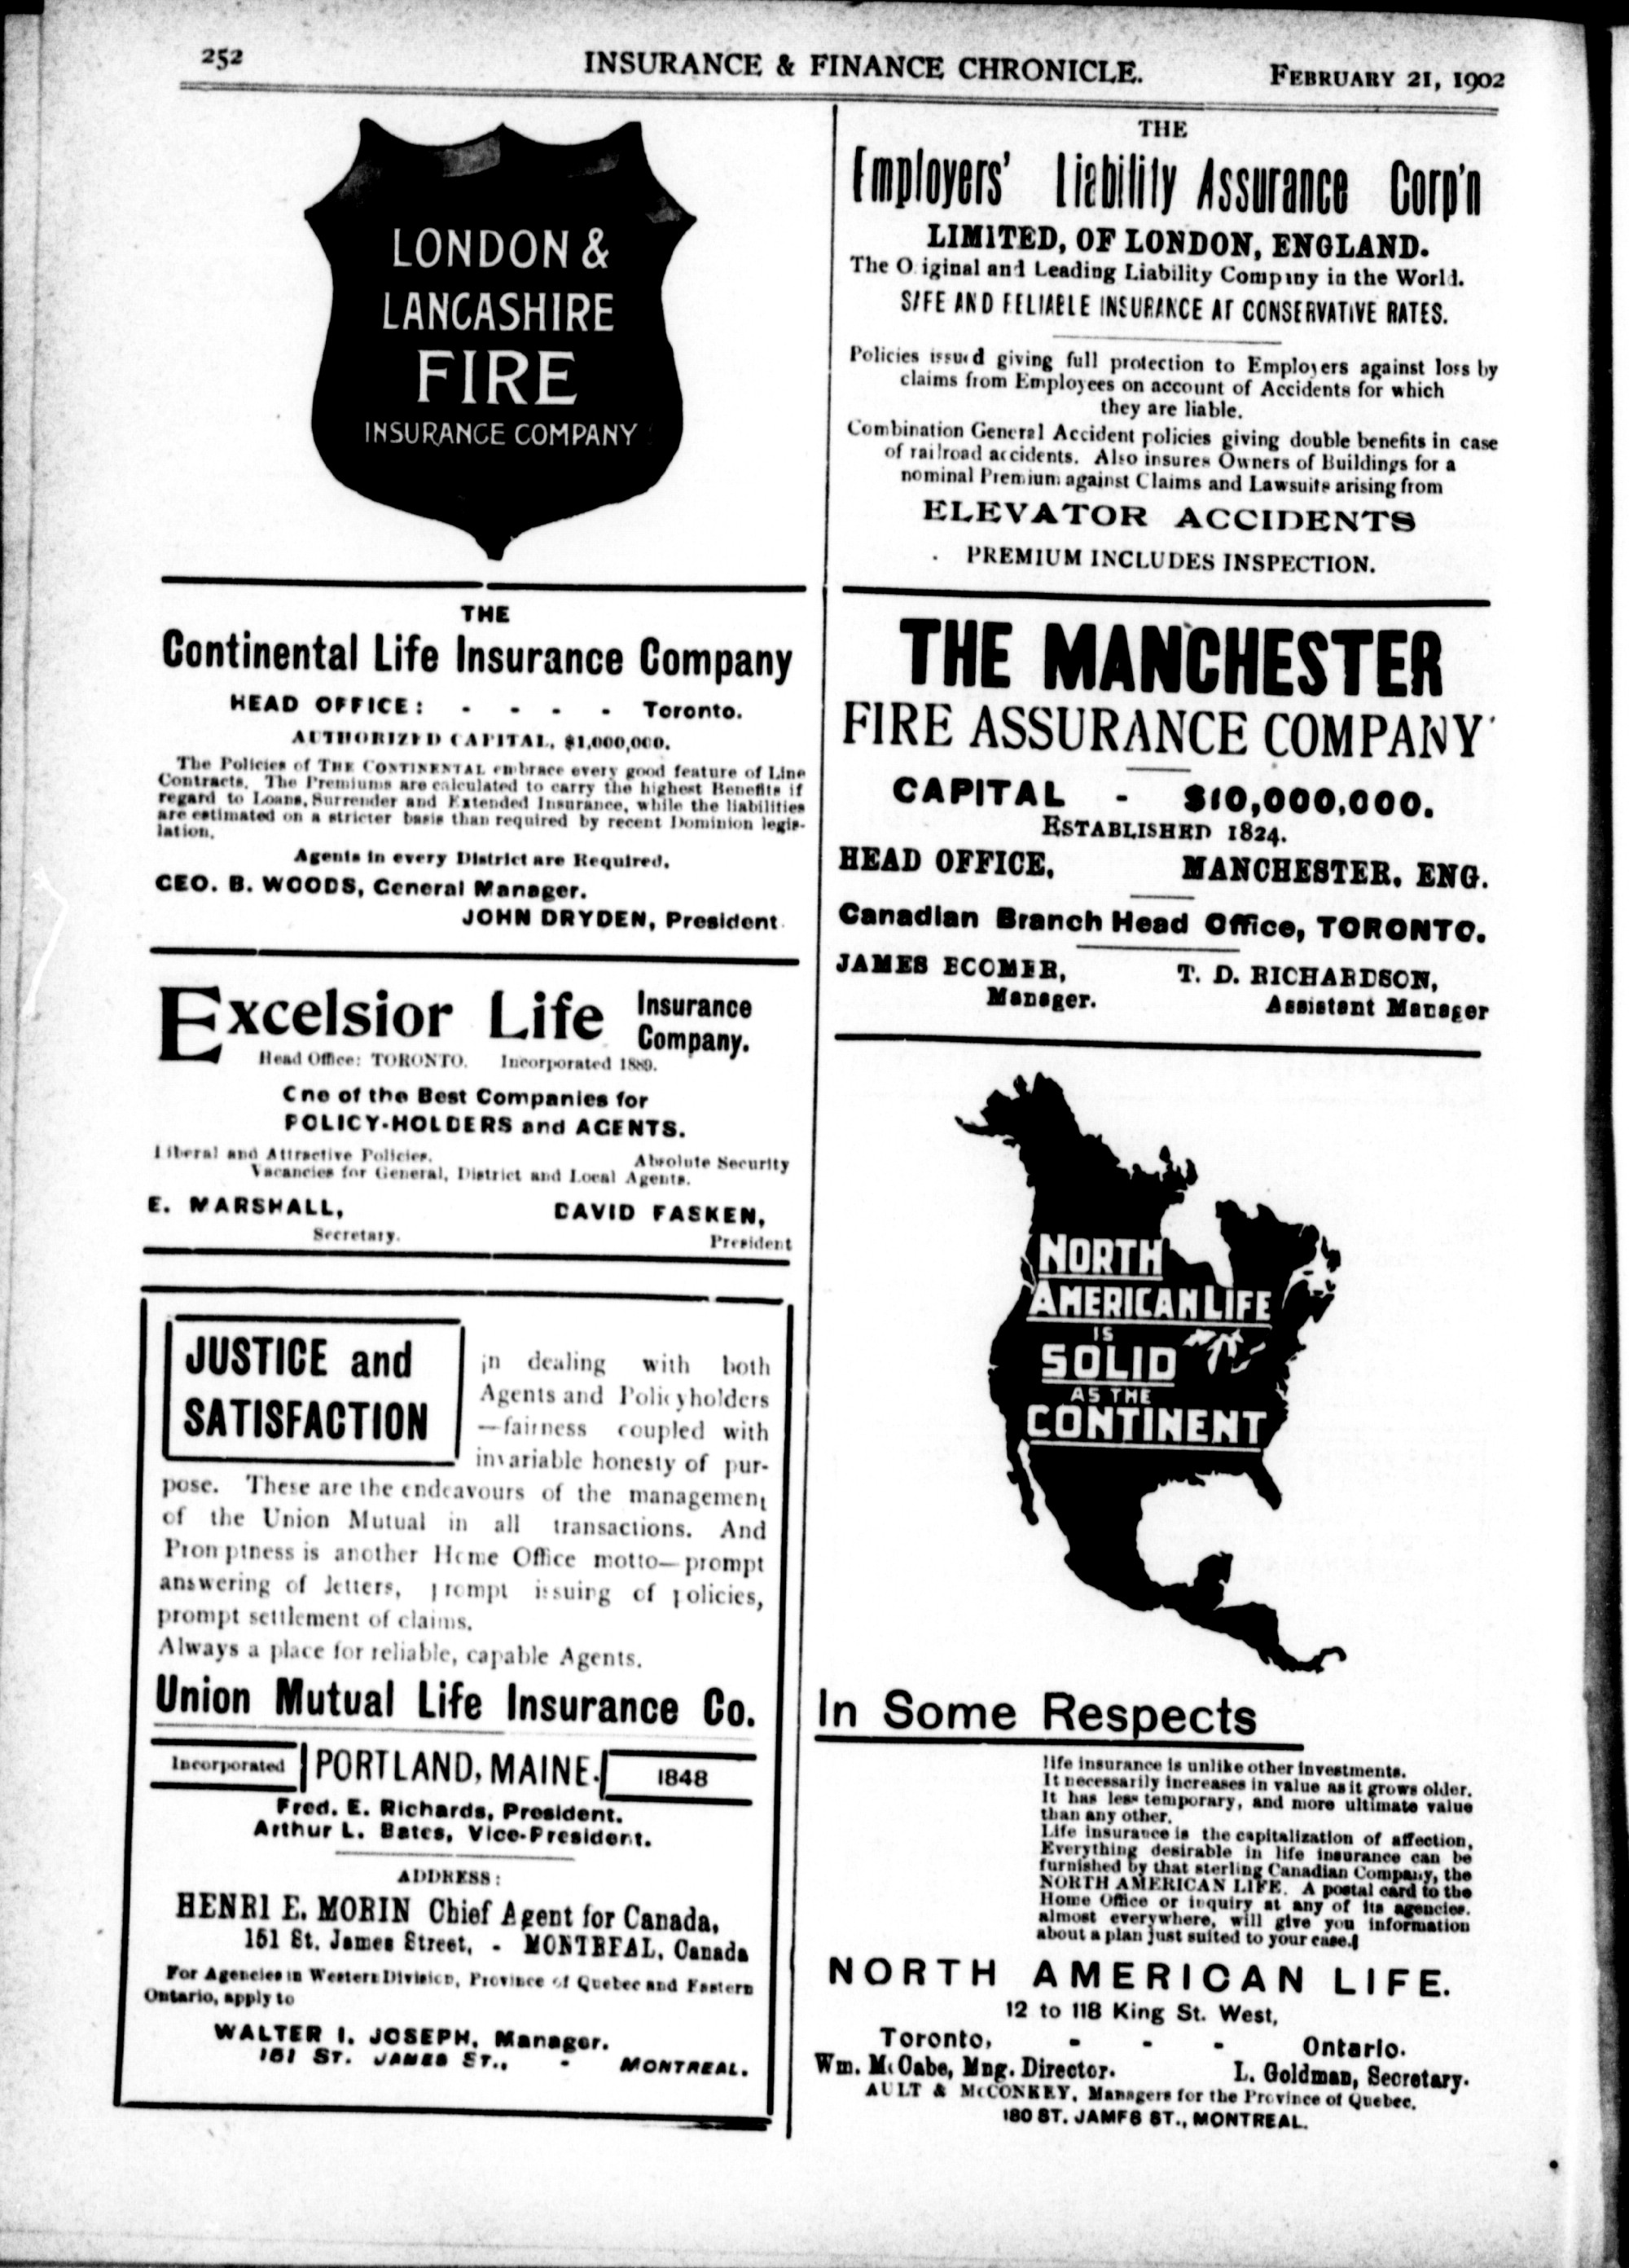 252
INSURANCE & FINANCE CHRONICLE.
FEBRUARY 21, 1902
LONDON &
LANCASHIRE
FIRE
INSURANCE COMPANY
THE
Continental Life Insurance Company
HEAD OFFICE: - - - - Toronto.
AUTHORIZED CAPITAL, $1,000,000.
The Policies of THE CONTINENTAL embrace every good feature of Line
Contracts. The Premiums are calculated to carry the highest Benefits if
regard to Loans, Surrender and Extended Insurance, while the liabilities
are estimated on a stricter basis than required by recent Dominion legis-
lation.
Agents in every District are Required.
GEO. B. WOODS, General Manager.
JOHN DRYDEN, President
Excelsior Life Insurance Company.
Head Office: TORONTO. Incorporated 1889.
One of the Best Companies for
POLICY-HOLDERS and AGENTS.
Liberal and Attractive Policies. Absolute Security
Vacancies for General, District and Local Agents.
E. MARSHALL, DAVID FASKEN,
Secretary. President
JUSTICE and
SATISFACTION
in dealing with both
Agents and Policyholders
—fairness coupled with
invariable honesty of pur-
pose. These are the endeavours of the management
of the Union Mutual in all transactions. And
Promptness is another Home Office motto—prompt
answering of letters, prompt issuing of policies,
prompt settlement of claims.
Always a place for reliable, capable Agents.
Union Mutual Life Insurance Co.
Incorporated PORTLAND, MAINE. 1848
Fred. E. Richards, President.
Arthur L. Bates, Vice-President.
ADDRESS:
HENRI E. MORIN Chief Agent for Canada,
151 St. James Street, - MONTREAL, Canada
For Agencies in Western Division, Province of Quebec and Eastern
Ontario, apply to
WALTER I. JOSEPH, Manager.
151 ST. JAMES ST., - MONTREAL.
THE
Employers' Liability Assurance Corp'n
LIMITED, OF LONDON, ENGLAND.
The O iginal and Leading Liability Company in the World.
SAFE AND RELIABLE INSURANCE AT CONSERVATIVE RATES.
Policies issued giving full protection to Employers against loss by
claims from Employees on account of Accidents for which
they are liable.
Combination General Accident policies giving double benefits in case
of railroad accidents. Also insures Owners of Buildings for a
nominal Premium against Claims and Lawsuits arising from
ELEVATOR ACCIDENTS
PREMIUM INCLUDES INSPECTION.
THE MANCHESTER
FIRE ASSURANCE COMPANY
CAPITAL - $10,000,000.
ESTABLISHED 1824.
HEAD OFFICE, MANCHESTER, ENG.
Canadian Branch Head Office, TORONTO.
JAMES BOOMER, T. D. RICHARDSON,
Manager. Assistant Manager
NORTH
AMERICAN LIFE
IS
SOLID
AS THE
CONTINENT
In Some Respects
life insurance is unlike other investments.
It necessarily increases in value as it grows older.
It has less temporary, and more ultimate value
than any other.
Life insurance is the capitalization of affection.
Everything desirable in life insurance can be
furnished by that sterling Canadian Company, the
NORTH AMERICAN LIFE. A postal card to the
Home Office or inquiry at any of its agencies.
almost everywhere, will give you information
about a plan just suited to your case.
NORTH AMERICAN LIFE.
12 to 118 King St. West,
Toronto, - - - Ontario.
Wm. McCabe, Mng. Director. L. Goldman, Secretary.
AULT & McCONKEY, Managers for the Province of Quebec.
180 ST. JAMES ST., MONTREAL.